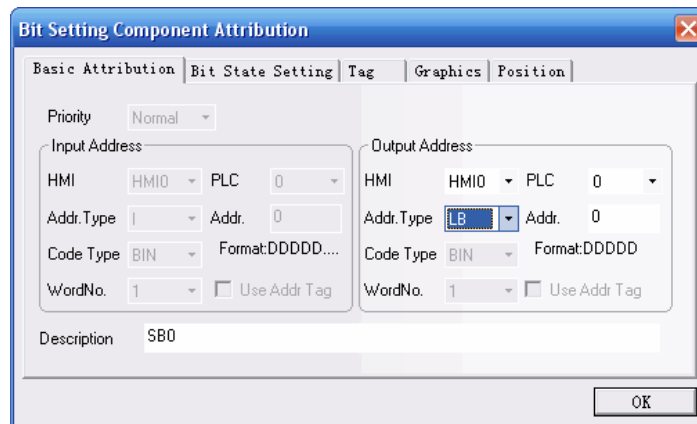 Bit Setting Component Attribution
Basic Attribution Bit State Setting Tag Graphics Position
Priority Normal
Input Address Output Address
HMI HMI0 PLC 0 HMI HMI0 PLC 0
Addr.Type I Addr. 0 Addr.Type LB Addr. 0
Code Type BIN Format:DDDDD.... Code Type BIN Format:DDDDD
WordNo. 1 Use Addr Tag WordNo. 1 Use Addr Tag
Description SB0
OK